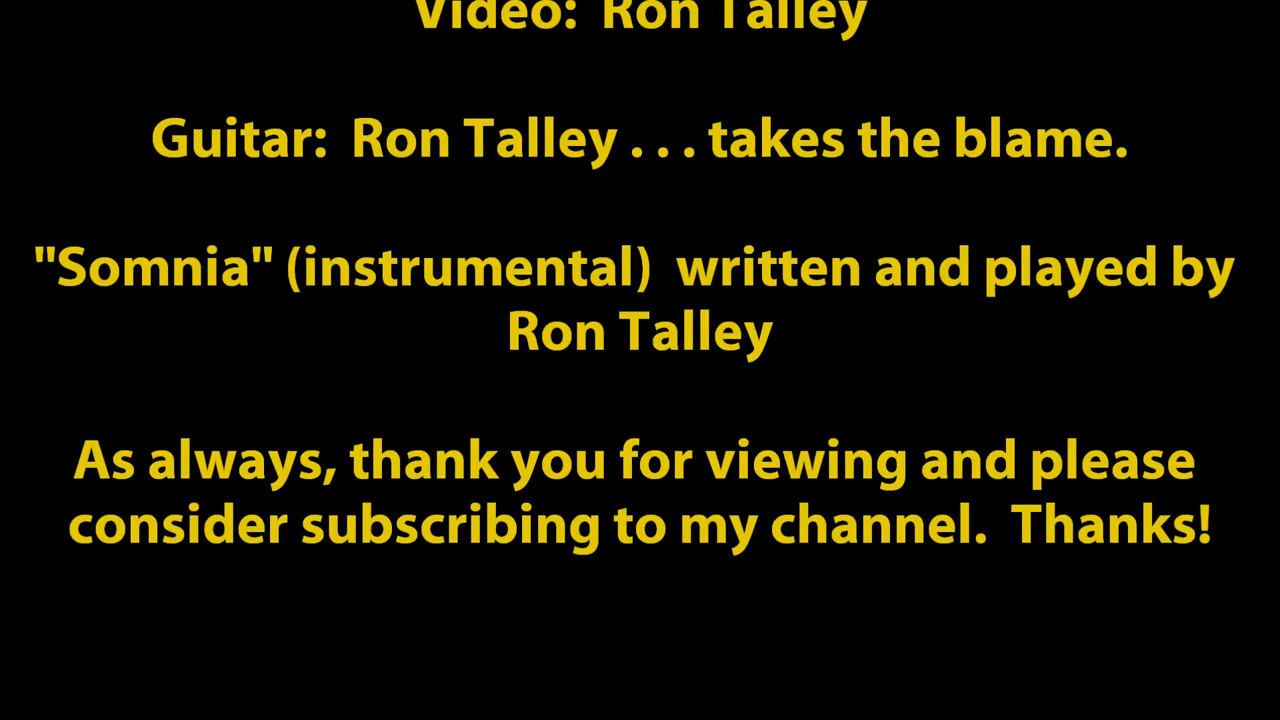 Video:  Ron Talley
Guitar:  Ron Talley . . . takes the blame.
"Somnia" (instrumental)  written and played by
Ron Talley
As always, thank you for viewing and please
consider subscribing to my channel.  Thanks!